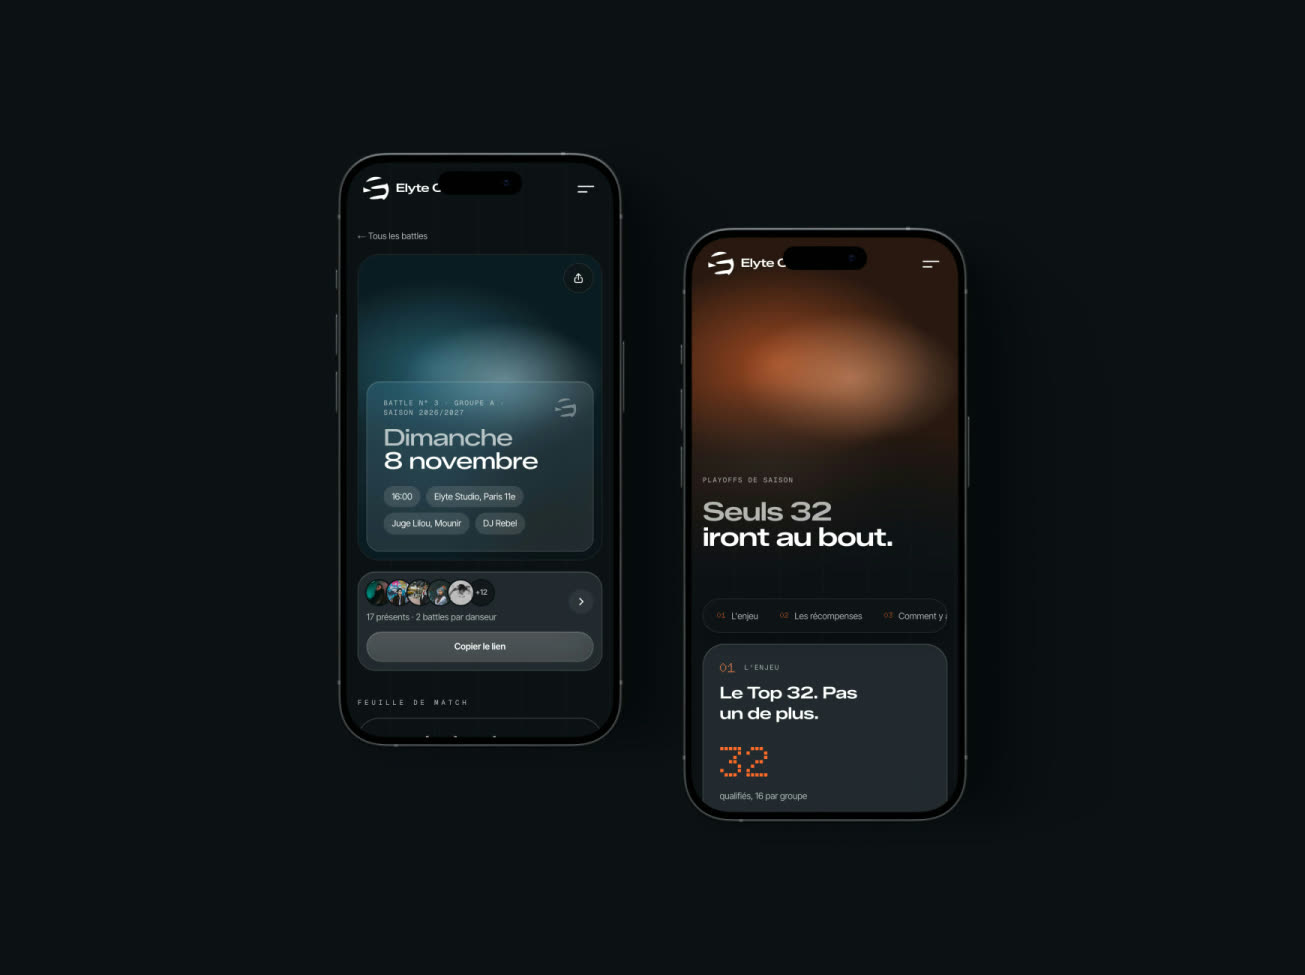 Elyte
← Tous les battles
BATTLE N° 3 · GROUPE A ·
SAISON 2026/2027
Dimanche
8 novembre
16:00
Elyte Studio, Paris 11e
Juge Lilou, Mounir
DJ Rebel
+12
17 présents · 2 battles par danseur
Copier le lien
FEUILLE DE MATCH
Elyte
PLAYOFFS DE SAISON
Seuls 32
iront au bout.
01 L'enjeu
02 Les récompenses
03 Comment y
01 L'ENJEU
Le Top 32. Pas
un de plus.
32
qualifiés, 16 par groupe